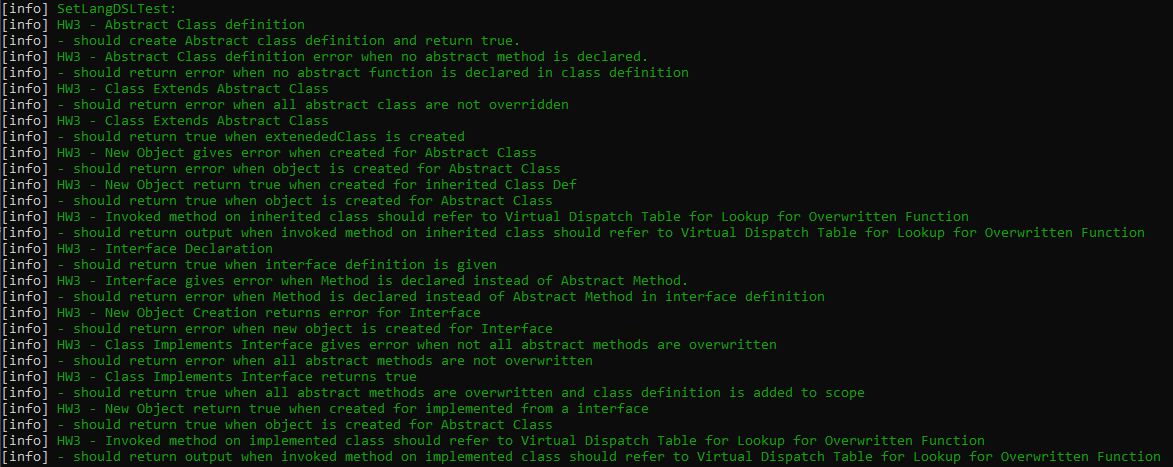 [info] SetLangDSLTest:
[info] HW3 - Abstract Class definition
[info] - should create Abstract class definition and return true.
[info] HW3 - Abstract Class definition error when no abstract method is declared.
[info] - should return error when no abstract function is declared in class definition
[info] HW3 - Class Extends Abstract Class
[info] - should return error when all abstract class are not overridden
[info] HW3 - Class Extends Abstract Class
[info] - should return true when extenededClass is created
[info] HW3 - New Object gives error when created for Abstract Class
[info] - should return error when object is created for Abstract Class
[info] HW3 - New Object return true when created for inherited Class Def
[info] - should return true when object is created for Abstract Class
[info] HW3 - Invoked method on inherited class should refer to Virtual Dispatch Table for Lookup for Overwritten Function
[info] - should return output when invoked method on inherited class should refer to Virtual Dispatch Table for Lookup for Overwritten Function
[info] HW3 - Interface Declaration
[info] - should return true when interface definition is given
[info] HW3 - Interface gives error when Method is declared instead of Abstract Method.
[info] - should return error when Method is declared instead of Abstract Method in interface definition
[info] HW3 - New Object Creation returns error for Interface
[info] - should return error when new object is created for Interface
[info] HW3 - Class Implements Interface gives error when not all abstract methods are overwritten
[info] - should return error when all abstract methods are not overwritten
[info] HW3 - Class Implements Interface returns true
[info] - should return true when all abstract methods are overwritten and class definition is added to scope
[info] HW3 - New Object return true when created for implemented from a interface
[info] - should return true when object is created for Abstract Class
[info] HW3 - Invoked method on implemented class should refer to Virtual Dispatch Table for Lookup for Overwritten Function
[info] - should return output when invoked method on implemented class should refer to Virtual Dispatch Table for Lookup for Overwritten Function